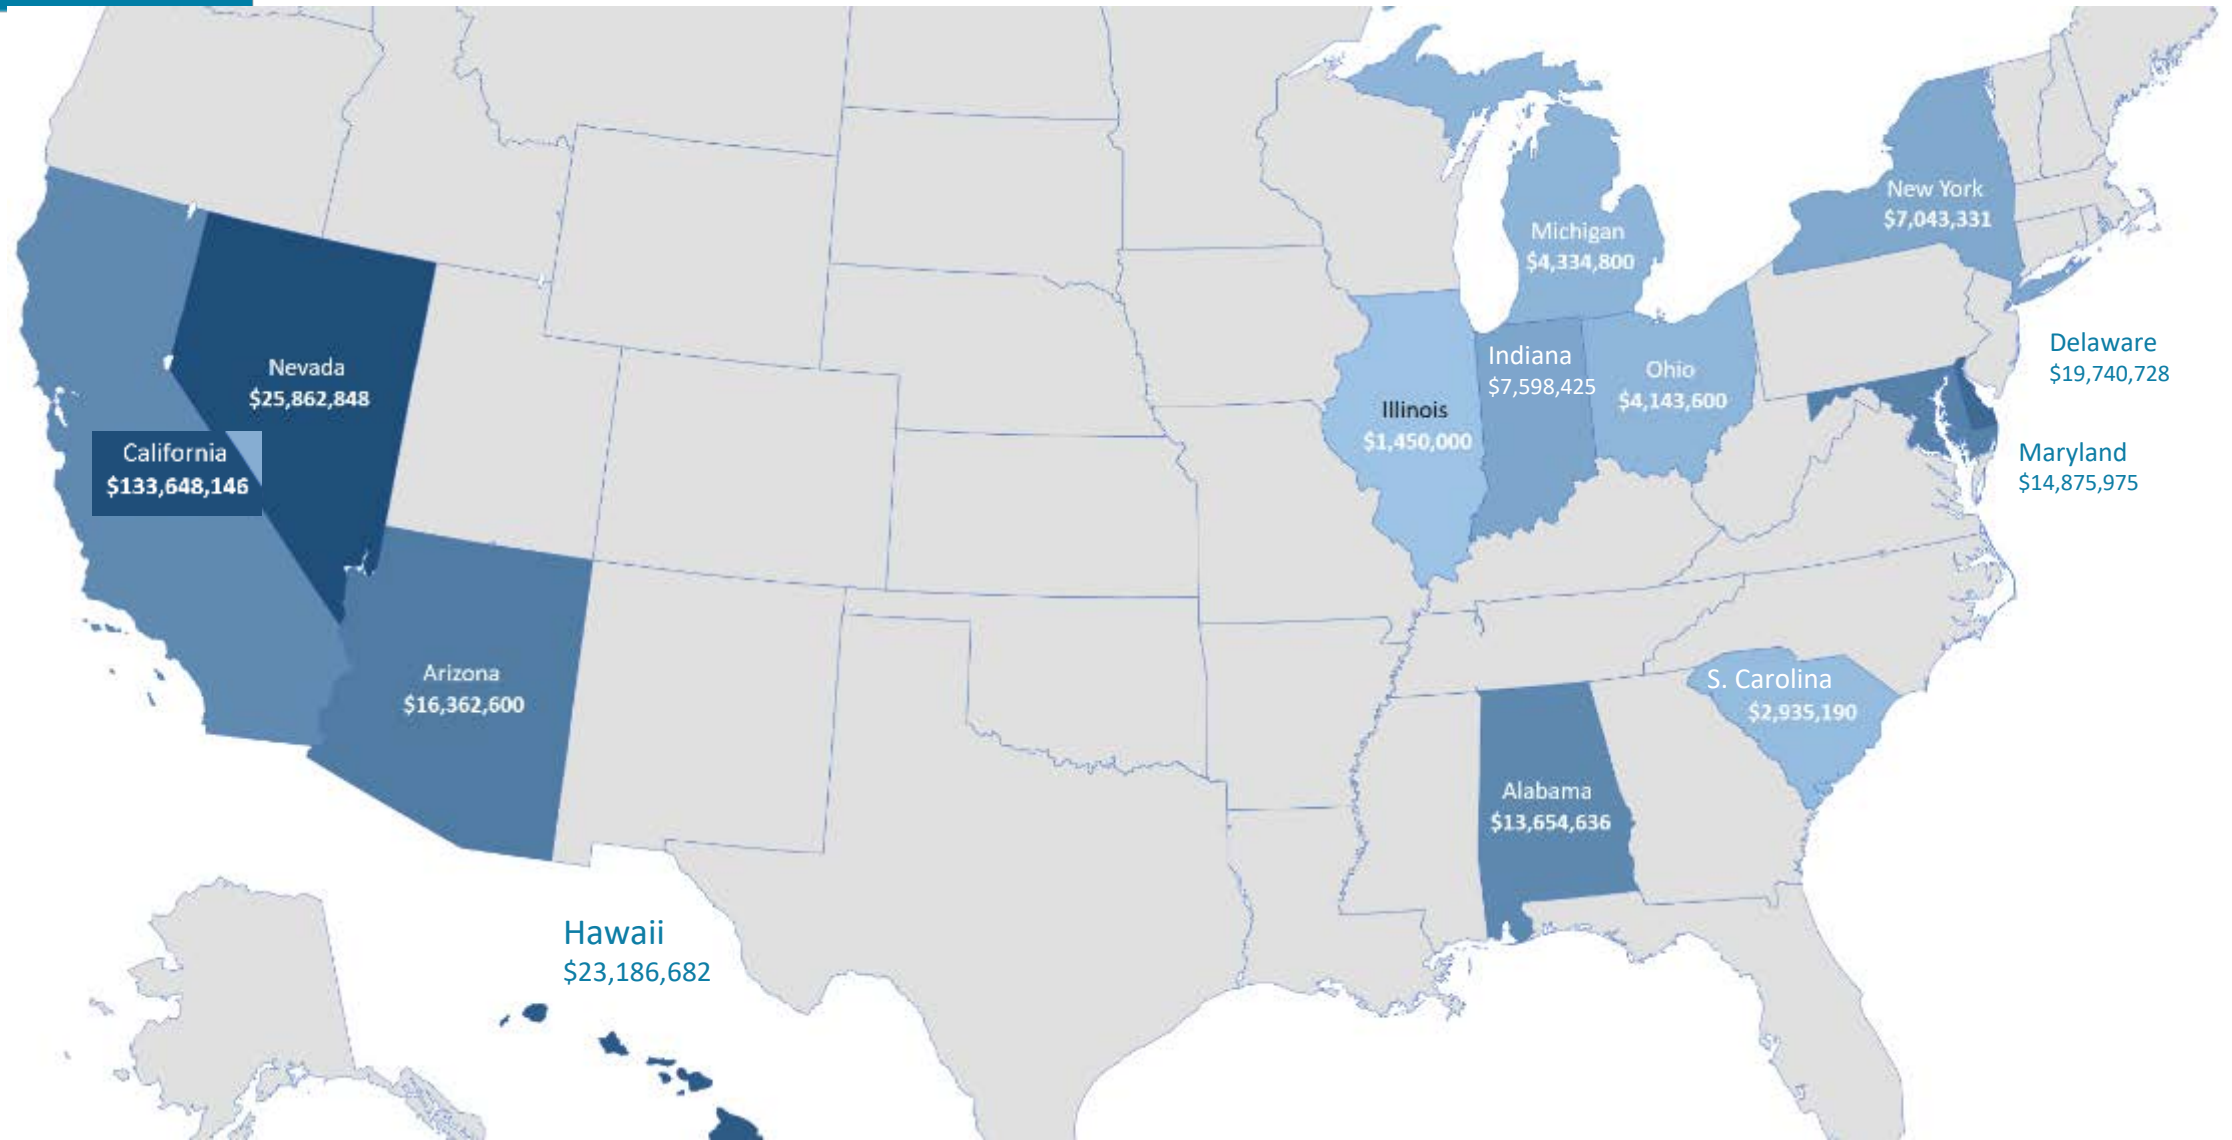 New York
$7,043,331
Michigan
$4,334,800
Delaware
$19,740,728
Nevada
$25,862,848
Indiana
$7,598,425
Ohio
$4,143,600
Illinois
$1,450,000
California
$133,648,146
Maryland
$14,875,975
Arizona
$16,362,600
S. Carolina
$2,935,190
Alabama
$13,654,636
Hawaii
$23,186,682